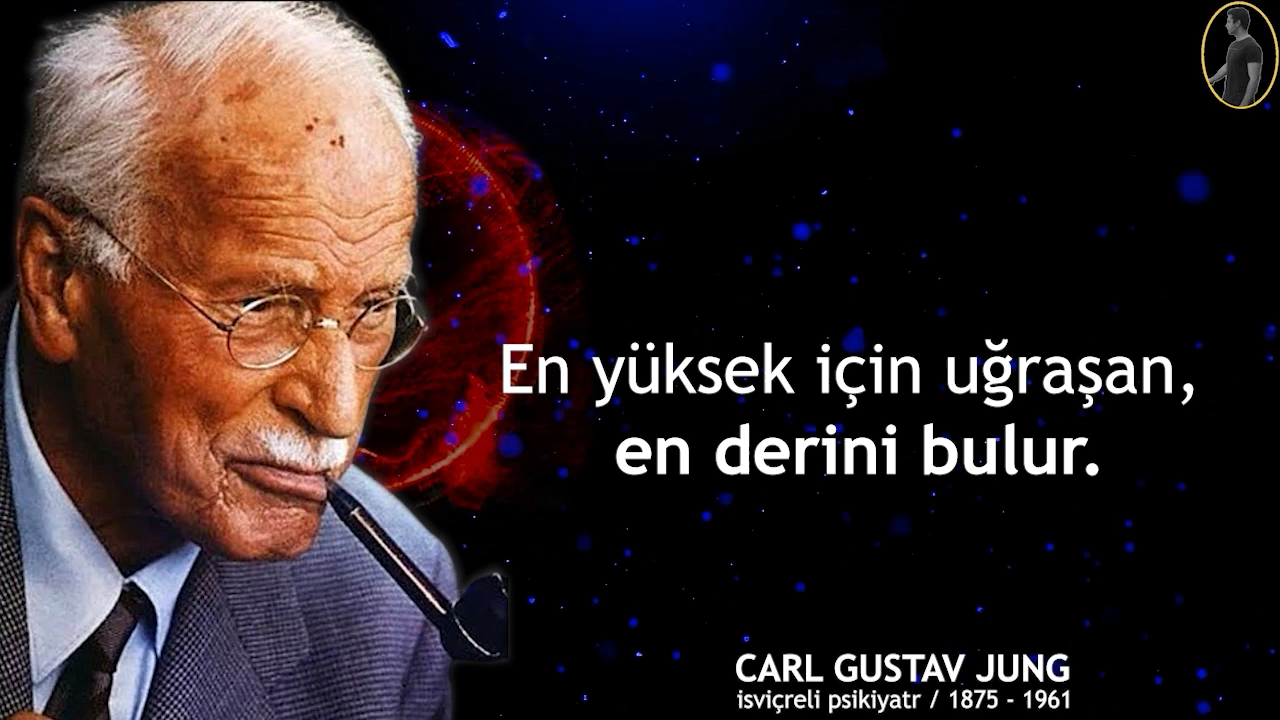 En yüksek için uğraşan,
en derini bulur.
CARL GUSTAV JUNG
isviçreli psikiyatr / 1875 - 1961